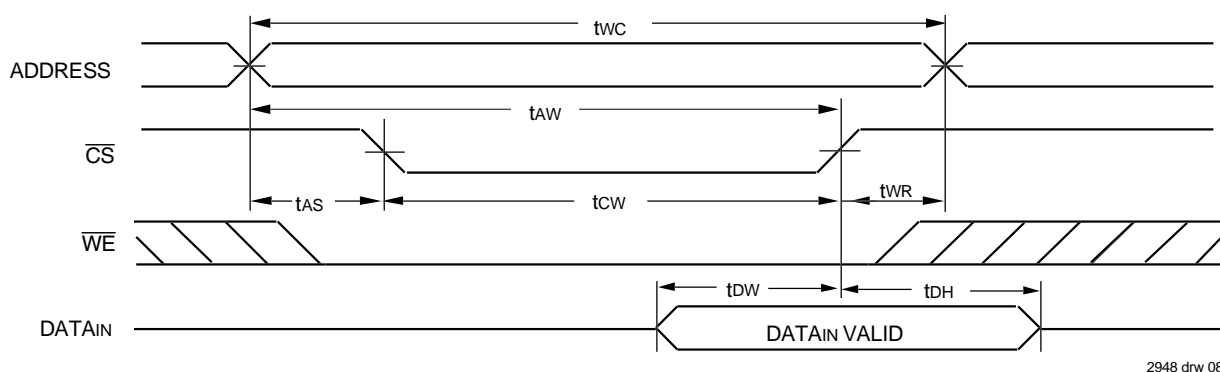 tWC
ADDRESS
tAW
CS
tAS
tCW
tWR
WE
tDW
tDH
DATAIN
DATAIN VALID
2948 drw 08